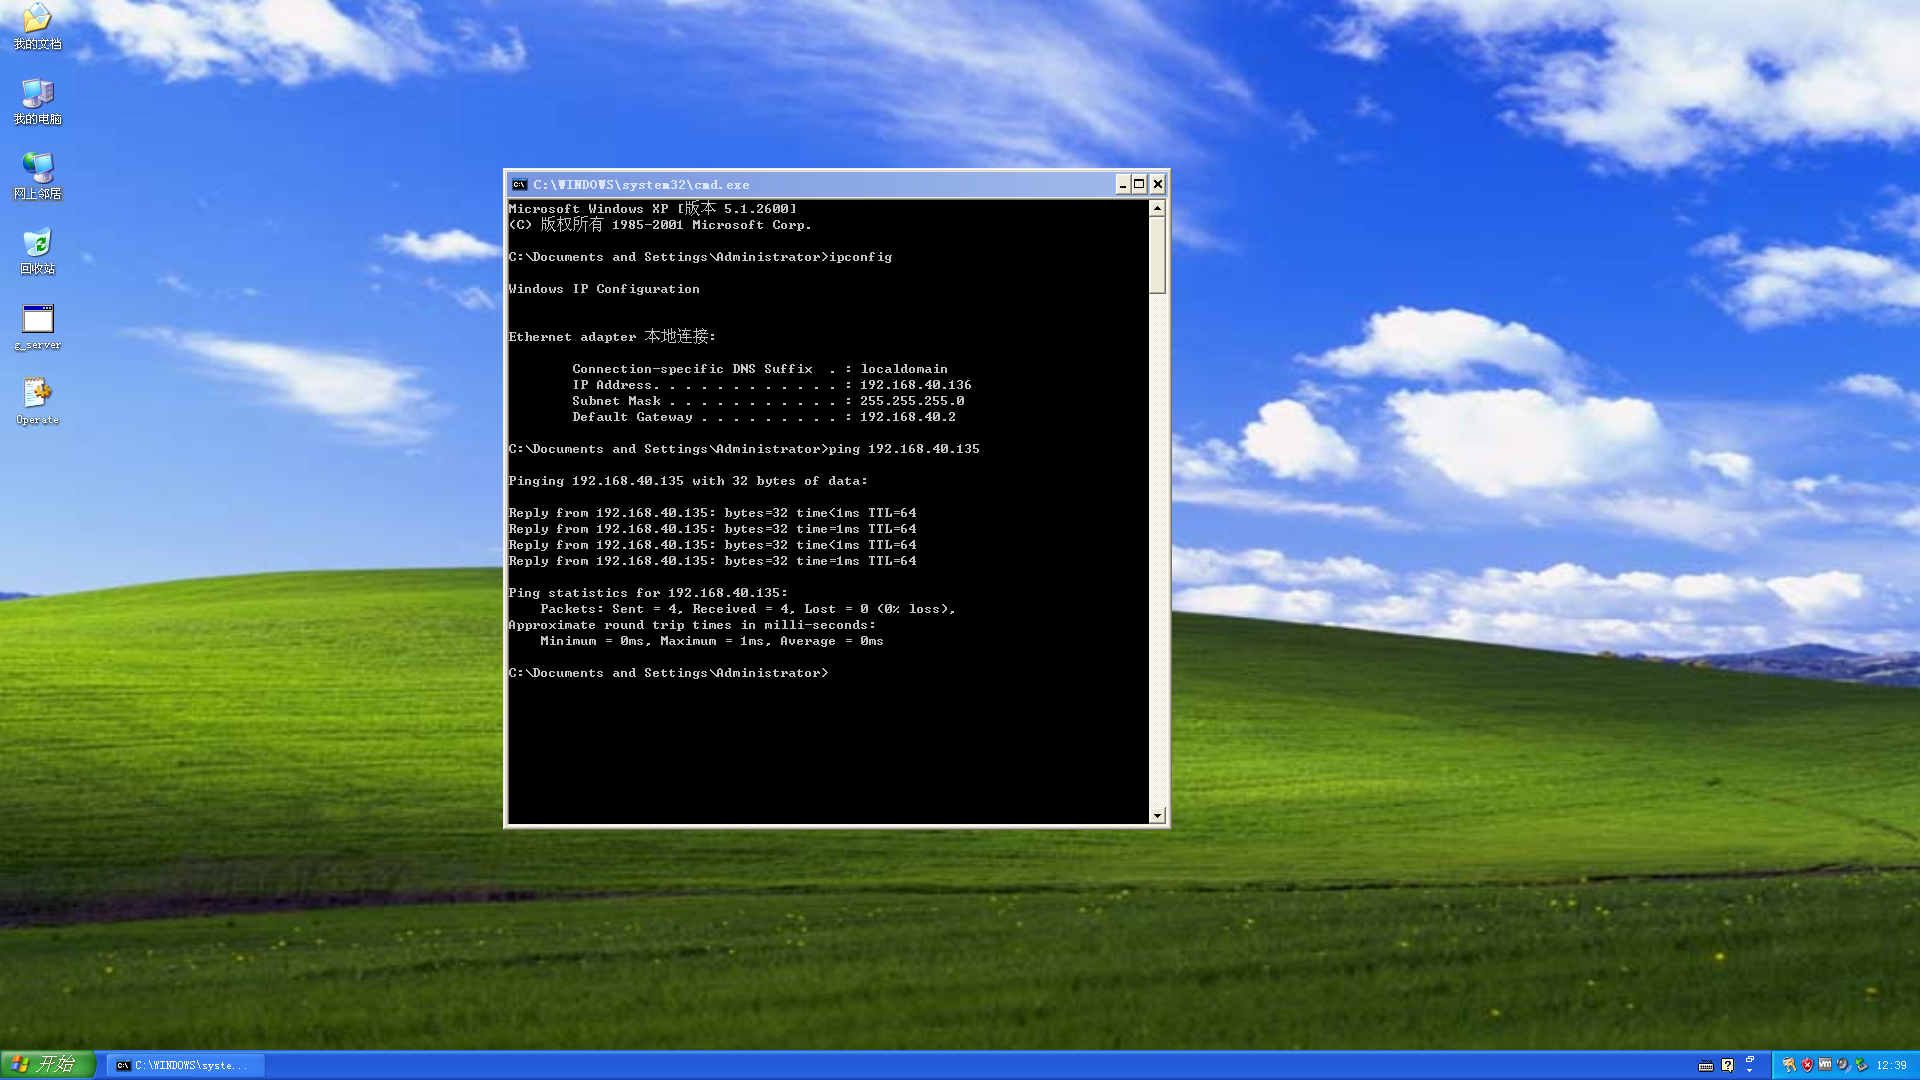 我的文档
我的电脑
网上邻居
回收站
g_server
Operate
C:\WINDOWS\system32\cmd.exe
Microsoft Windows XP [版本 5.1.2600]
(C) 版权所有 1985-2001 Microsoft Corp.
C:\Documents and Settings\Administrator>ipconfig
Windows IP Configuration
Ethernet adapter 本地连接:
Connection-specific DNS Suffix  . : localdomain
IP Address. . . . . . . . . . . . : 192.168.40.136
Subnet Mask . . . . . . . . . . . : 255.255.255.0
Default Gateway . . . . . . . . . : 192.168.40.2
C:\Documents and Settings\Administrator>ping 192.168.40.135
Pinging 192.168.40.135 with 32 bytes of data:
Reply from 192.168.40.135: bytes=32 time<1ms TTL=64
Reply from 192.168.40.135: bytes=32 time=1ms TTL=64
Reply from 192.168.40.135: bytes=32 time<1ms TTL=64
Reply from 192.168.40.135: bytes=32 time=1ms TTL=64
Ping statistics for 192.168.40.135:
Packets: Sent = 4, Received = 4, Lost = 0 (0% loss),
Approximate round trip times in milli-seconds:
Minimum = 0ms, Maximum = 1ms, Average = 0ms
C:\Documents and Settings\Administrator>
开始
C:\WINDOWS\syste...
12:39